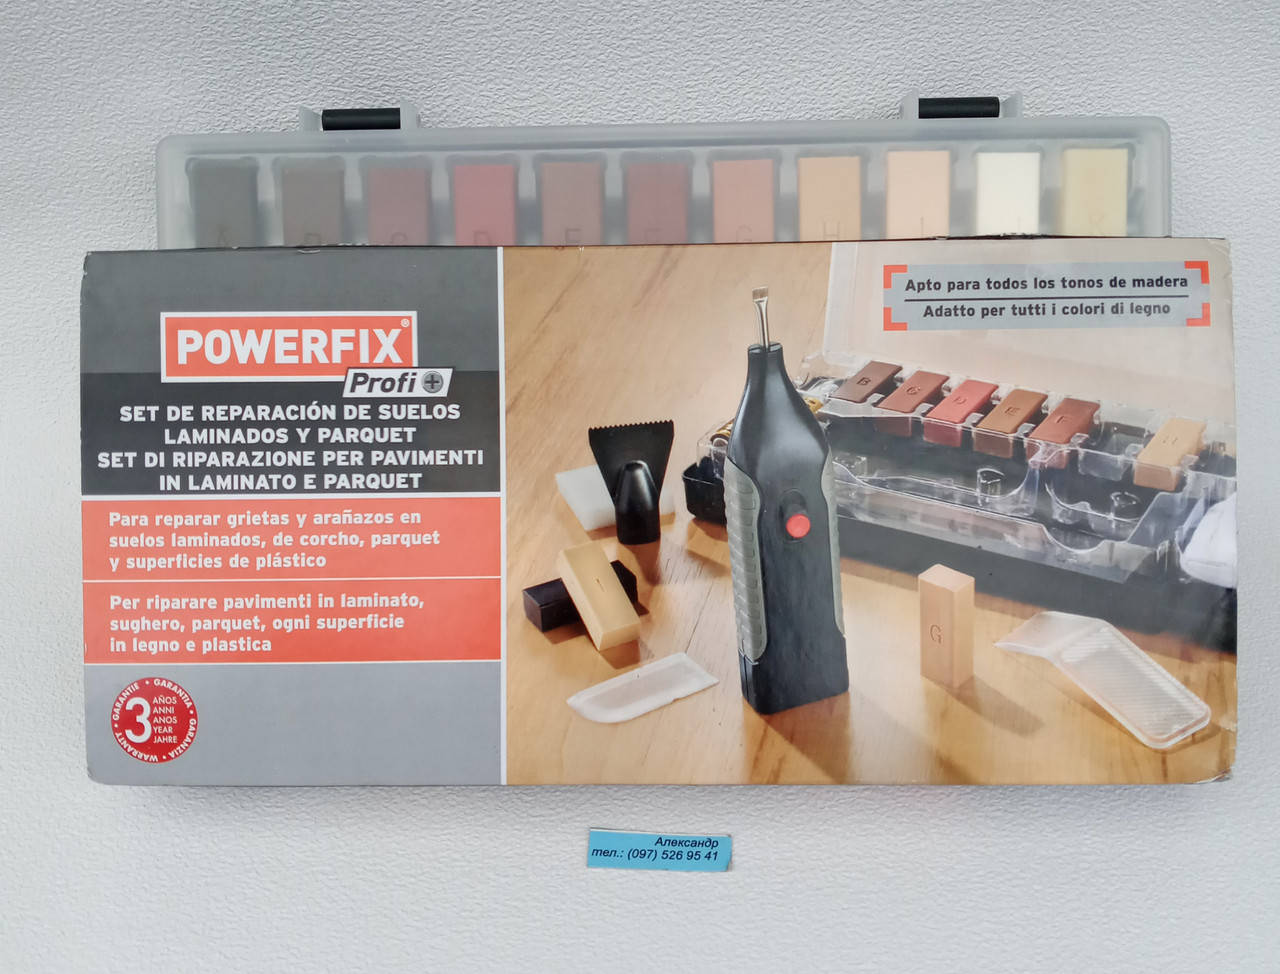 A B C D E F G H I J K
POWERFIX®
Profi
SET DE REPARACIÓN DE SUELOS
LAMINADOS Y PARQUET
SET DI RIPARAZIONE PER PAVIMENTI
IN LAMINATO E PARQUET
Para reparar grietas y arañazos en
suelos laminados, de corcho, parquet
y superficies de plástico
Per riparare pavimenti in laminato,
sughero, parquet, ogni superficie
in legno e plastica
GARANTIE • GARANTIA • GARANZIA • WARRANTY •
3
AÑOS
ANNI
ANOS
YEAR
JAHRE
Apto para todos los tonos de madera
Adatto per tutti i colori di legno
B C D E F H
I
G
Александр
тел.: (097) 526 95 41